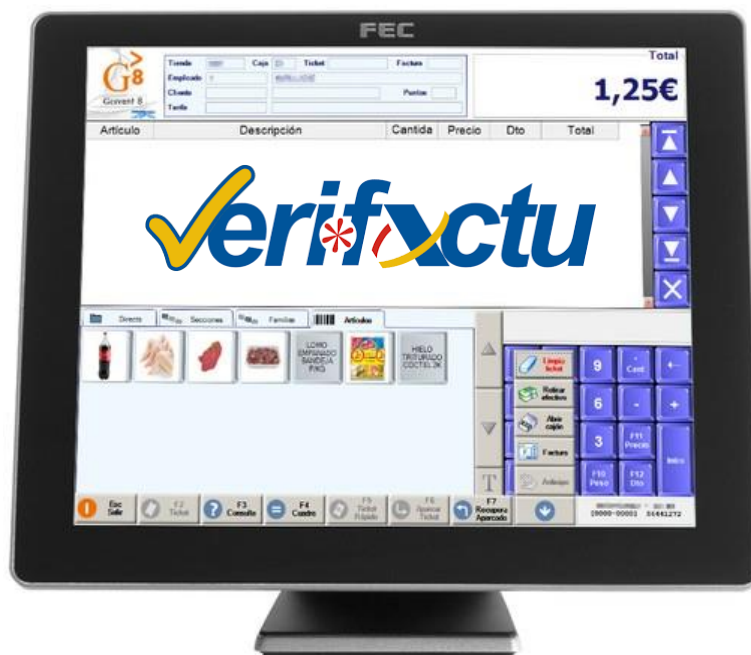 FEC
G8
Gcivent 8
Tienda Caja Ticket Factura
Empleado
Cliente Puntos
Tarifa
Total
1,25€
Artículo Descripción Cantida Precio Dto Total
Verifactu
Directo Secciones Familias Artículos
LOMO
EMPANADO
BANDEJA
P/KG
HIELO
TRITURADO
COCTEL 2K
Limpia
ticket
Retirar
efectivo
Abrir
cajón
Factura
9
Cant
←
6 - +
3
F11
Precio
Intro
F10
Peso
F12
Dto
T
Esc
Salir
F2
Ticket
F3
Consulta
F4
Cuadre
F5
Ticket
Rápido
F6
Aparcar
Ticket
F7
Recupera
Aparcado